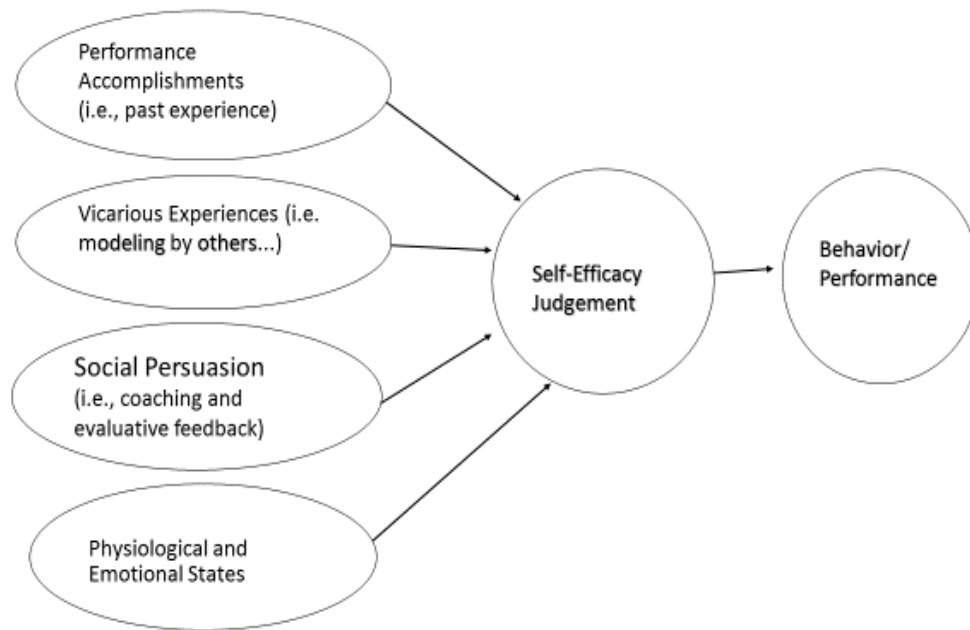 Performance
Accomplishments
(i.e., past experience)
Vicarious Experiences (i.e.
modeling by others...)
Social Persuasion
(i.e., coaching and
evaluative feedback)
Physiological and
Emotional States
Self-Efficacy
Judgement
Behavior/
Performance